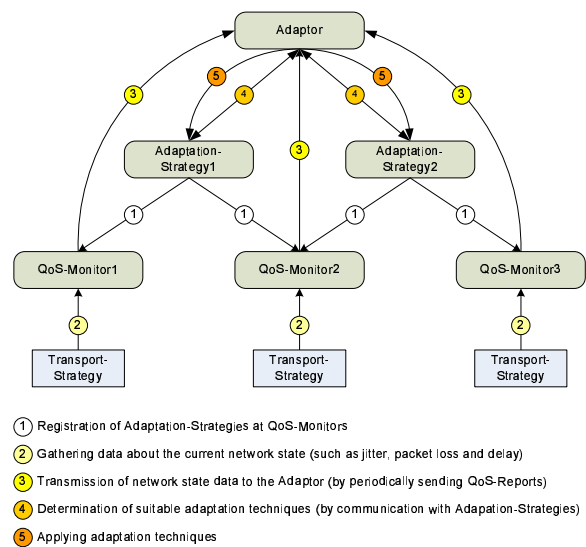 Adaptor
5
5
3
4
4
3
Adaptation-
Strategy1
3
Adaptation-
Strategy2
1
1
1
1
QoS-Monitor1
QoS-Monitor2
QoS-Monitor3
2
2
2
Transport-
Strategy
Transport-
Strategy
Transport-
Strategy
1 Registration of Adaptation-Strategies at QoS-Monitors
2 Gathering data about the current network state (such as jitter, packet loss and delay)
3 Transmission of network state data to the Adaptor (by periodically sending QoS-Reports)
4 Determination of suitable adaptation techniques (by communication with Adapation-Strategies)
5 Applying adaptation techniques